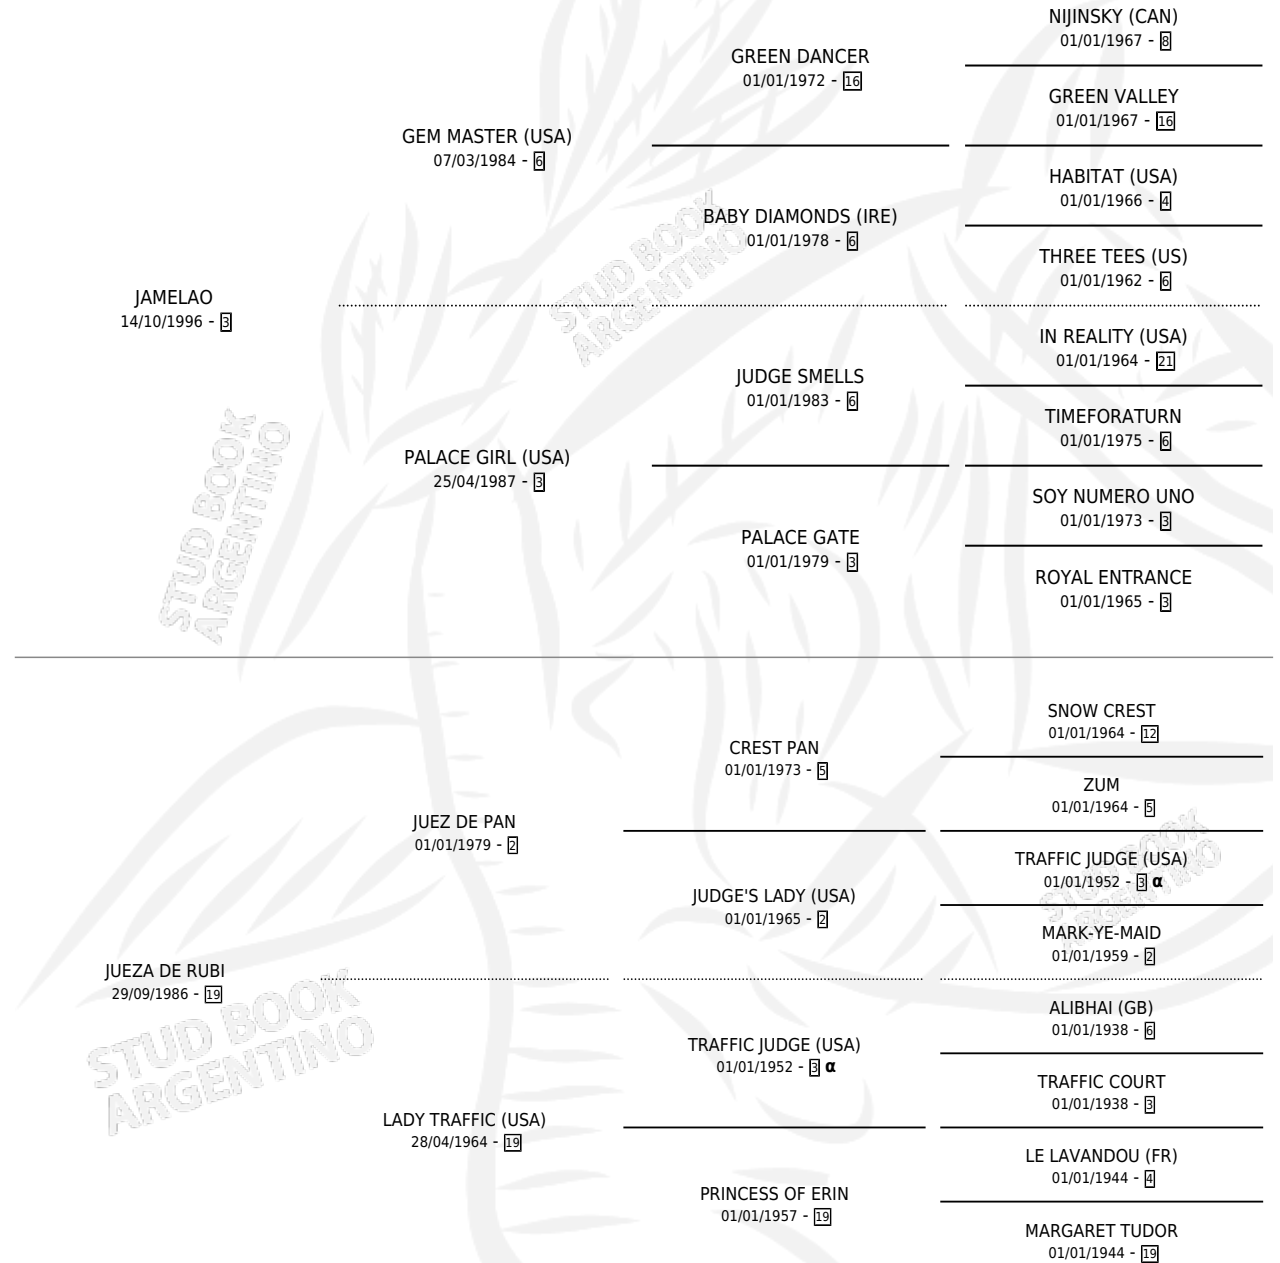 NIJINSKY (CAN)
01/01/1967 - 8
GREEN DANCER
01/01/1972 - 16
GREEN VALLEY
01/01/1967 - 16
GEM MASTER (USA)
07/03/1984 - 6
HABITAT (USA)
01/01/1966 - 4
BABY DIAMONDS (IRE)
01/01/1978 - 6
THREE TEES (US)
01/01/1962 - 6
JAMELAO
14/10/1996 - 3
IN REALITY (USA)
01/01/1964 - 21
JUDGE SMELLS
01/01/1983 - 6
TIMEFORATURN
01/01/1975 - 6
PALACE GIRL (USA)
25/04/1987 - 3
SOY NUMERO UNO
01/01/1973 - 3
PALACE GATE
01/01/1979 - 3
ROYAL ENTRANCE
01/01/1965 - 3
SNOW CREST
01/01/1964 - 12
CREST PAN
01/01/1973 - 5
ZUM
01/01/1964 - 5
JUEZ DE PAN
01/01/1979 - 2
TRAFFIC JUDGE (USA)
01/01/1952 - 3 α
JUDGE'S LADY (USA)
01/01/1965 - 2
MARK-YE-MAID
01/01/1959 - 2
JUEZA DE RUBI
29/09/1986 - 19
ALIBHAI (GB)
01/01/1938 - 6
TRAFFIC JUDGE (USA)
01/01/1952 - 3 α
TRAFFIC COURT
01/01/1938 - 3
LADY TRAFFIC (USA)
28/04/1964 - 19
LE LAVANDOU (FR)
01/01/1944 - 4
PRINCESS OF ERIN
01/01/1957 - 19
MARGARET TUDOR
01/01/1944 - 19
STUD BOOK
ARGENTINO
STUD BOOK
ARGENTINO
STUD BOOK
ARGENTINO
STUD BOOK
ARGENTINO